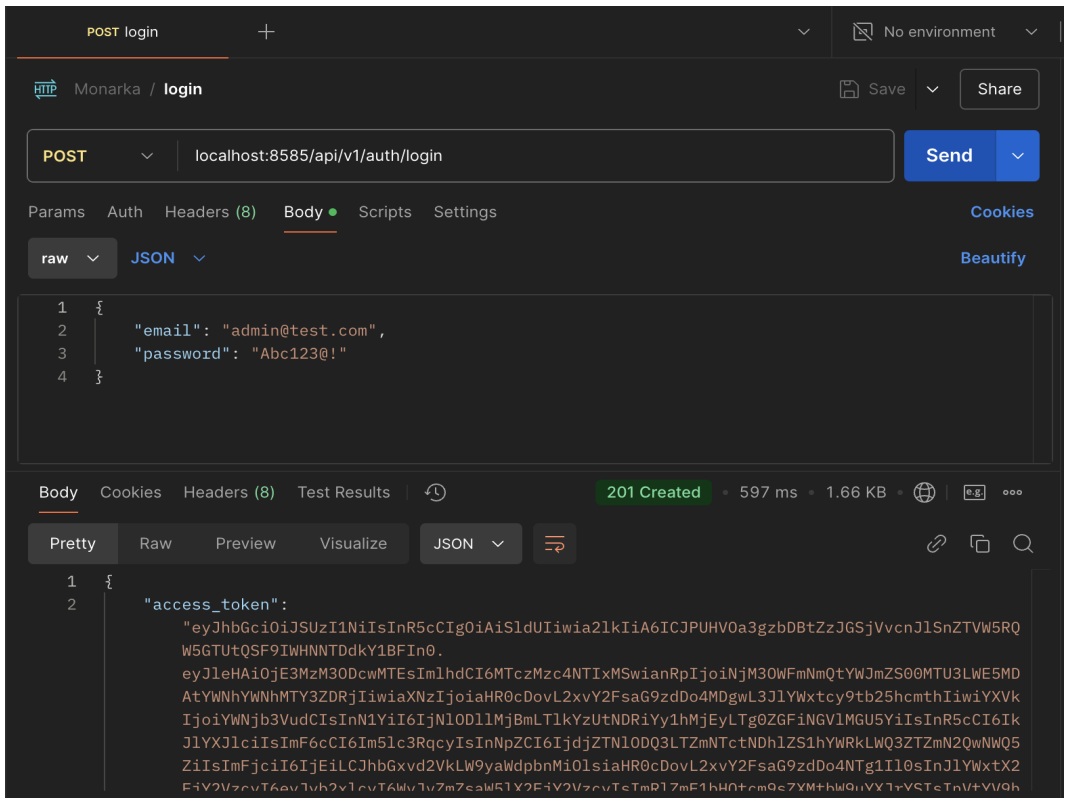 POST login
No environment
HTTP Monarka / login
Save
Share
POST
localhost:8585/api/v1/auth/login
Send
Params Auth Headers (8) Body Scripts Settings
Cookies
raw
JSON
Beautify
1 {
2 "email": "admin@test.com",
3 "password": "Abc123@!"
4 }
Body Cookies Headers (8) Test Results
201 Created 597 ms 1.66 KB e.g.
Pretty Raw Preview Visualize JSON
1 {
2 "access_token":
"eyJhbGciOiJSUzI1NiIsInR5cCIgOiAiSldUIiwia2lkIiA6ICJPUHVOa3gzbDBtZzJGSjVvcnJlSnZTVW5RQ
W5GTUtQSF9IWHNNTDdkY1BFIn0.
eyJleHAiOjE3MzM3ODcwMTEsImlhdCI6MTczMzc4NTIxMSwianRpIjoiNjM3OWFmNmQtYWJmZS00MTU3LWE5MD
AtYWNhYWNhMTY3ZDRjIiwiaXNzIjoiaHR0cDovL2xvY2FsaG9zdDo4MDgwL3JlYWxtcy9tb25hcmthIiwiYXVk
IjoiYWNjb3VudCIsInN1YiI6IjNlODllMjBmLTlkYzUtNDRiYy1hMjEyLTg0ZGFiNGVlMGU5YiIsInR5cCI6Ik
JlYXJlciIsImF6cCI6Im5lc3RqcyIsInNpZCI6IjdjZTNlODQ3LTZmNTctNDhlZS1hYWRkLWQ3ZTZmN2QwNWQ5
ZiIsImFjciI6IjEiLCJhbGxvd2VkLW9yaWdpbnMiOlsiaHR0cDovL2xvY2FsaG9zdDo4NTg1Il0sInJlYWxtX2